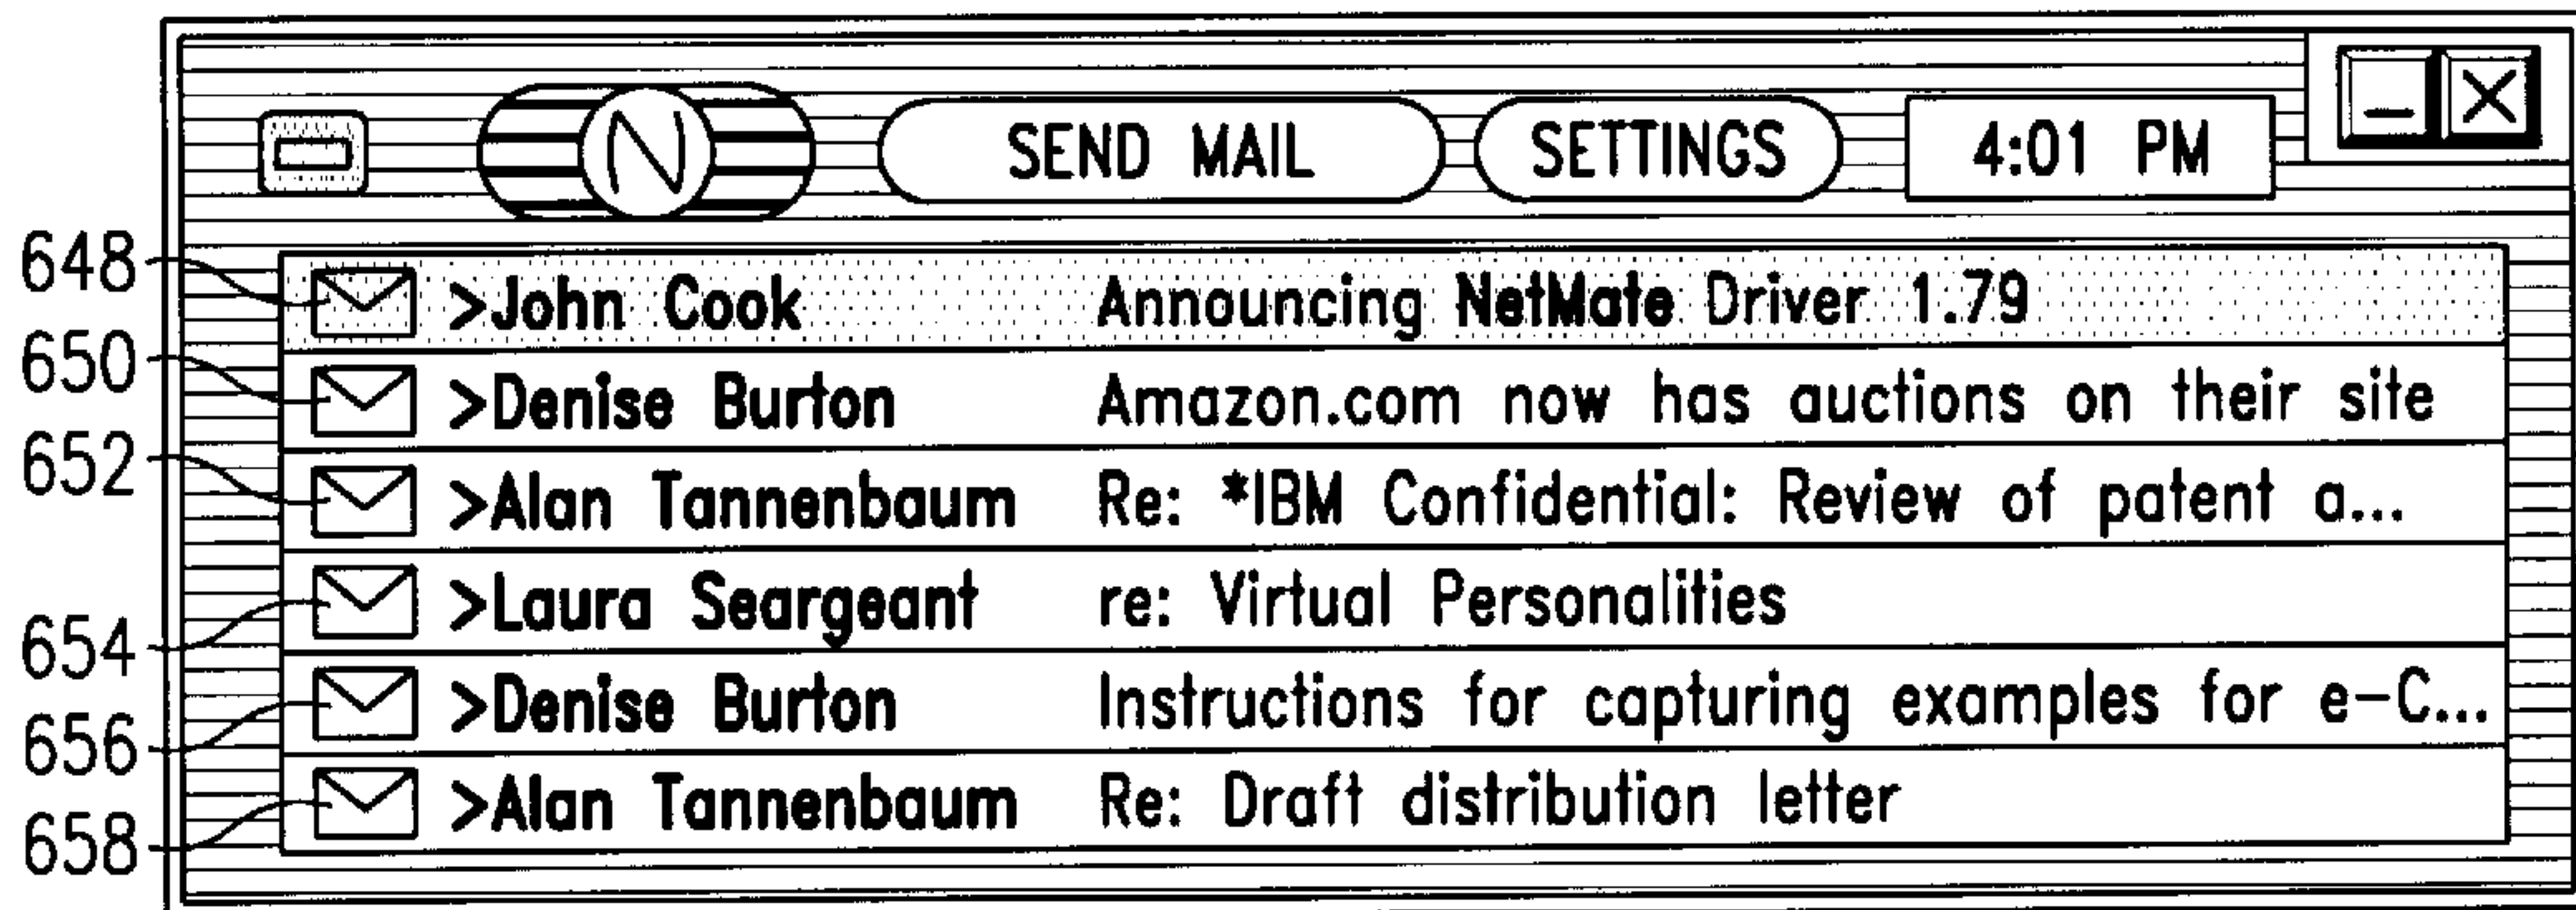 N SEND MAIL SETTINGS 4:01 PM
648 >John Cook Announcing NetMate Driver 1.79
650 >Denise Burton Amazon.com now has auctions on their site
652 >Alan Tannenbaum Re: *IBM Confidential: Review of patent a...
654 >Laura Seargeant re: Virtual Personalities
656 >Denise Burton Instructions for capturing examples for e-C...
658 >Alan Tannenbaum Re: Draft distribution letter